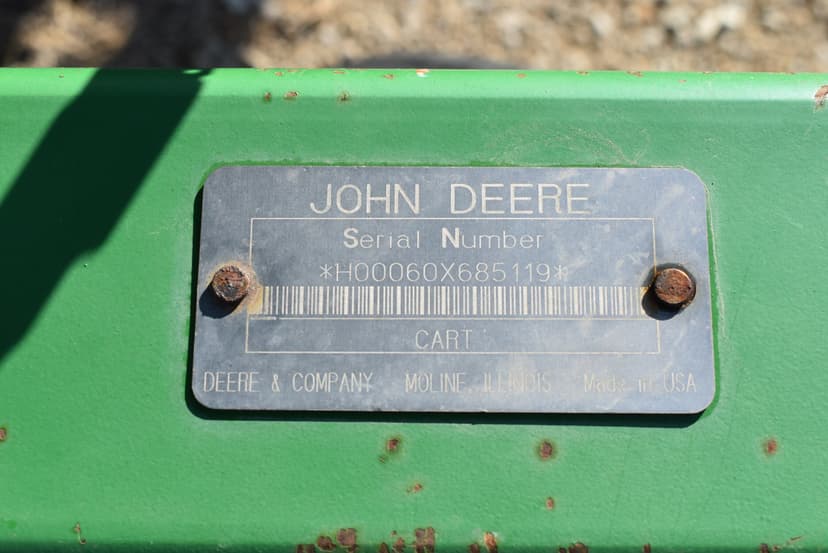 JOHN DEERE
Serial Number
*H00060X685119*
CART
DEERE & COMPANY MOLINE, ILLINOIS Made in USA